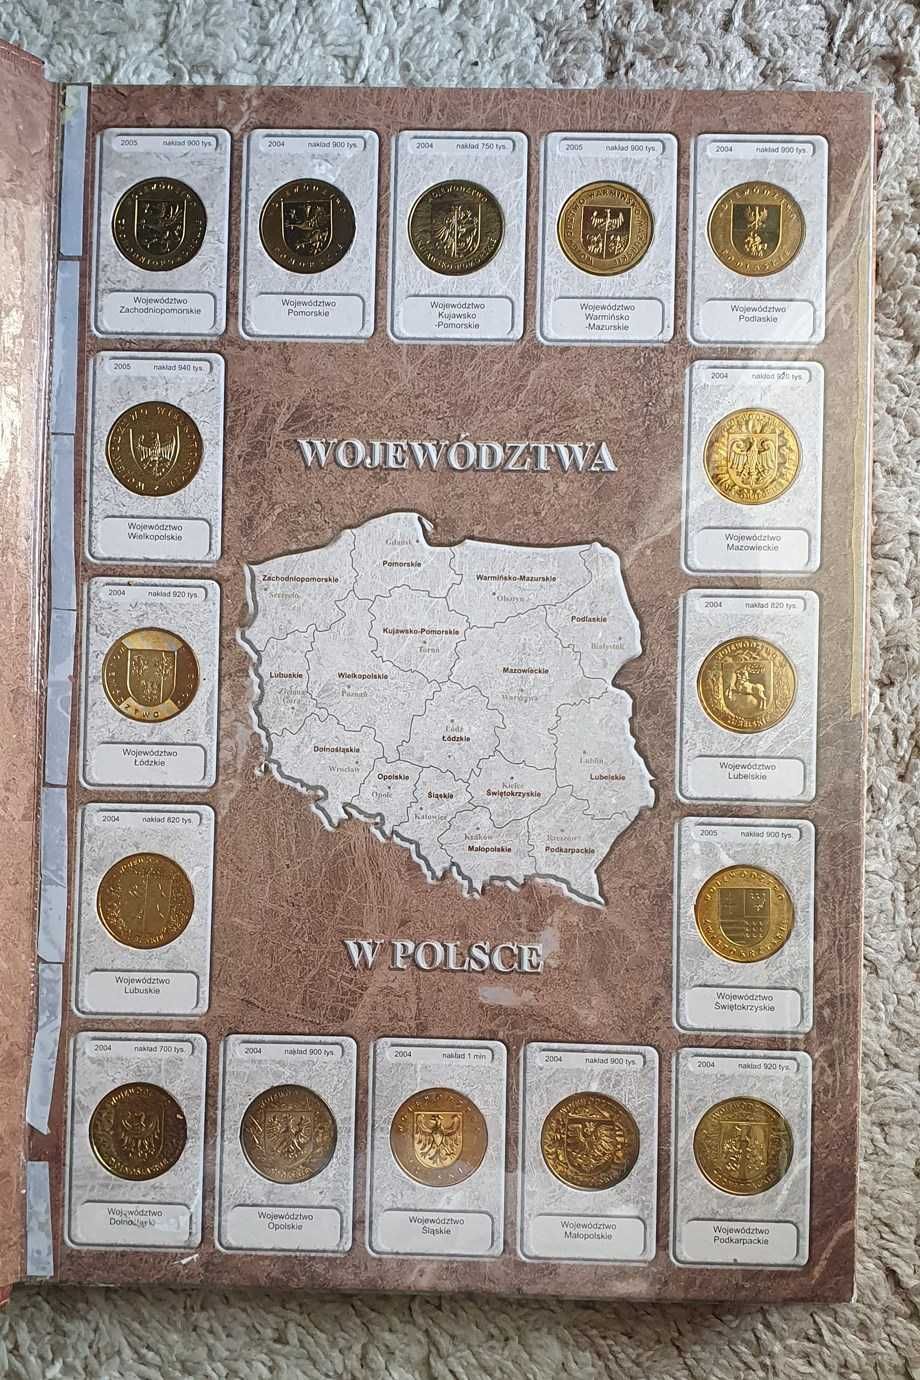 2005 nakład 900 tys.
Województwo
Zachodniopomorskie
2004 nakład 900 tys.
Województwo
Pomorskie
2004 nakład 750 tys.
Województwo
Kujawsko
-Pomorskie
2005 nakład 900 tys.
Województwo
Warmińsko
-Mazurskie
2004 nakład 900 tys.
Województwo
Podlaskie
2005 nakład 940 tys.
Województwo
Wielkopolskie
2004 nakład 920 tys.
Województwo
Mazowieckie
WOJEWÓDZTWA
Gdańsk
Pomorskie
Zachodniopomorskie
Szczecin
Warmińsko-Mazurskie
Olsztyn
Podlaskie
Białystok
Kujawsko-Pomorskie
Toruń
Lubuskie
Zielona
Góra
Wielkopolskie
Poznań
Mazowieckie
Warszawa
Łódź
Łódzkie
Dolnośląskie
Wrocław
Lublin
Lubelskie
Opolskie
Opole
Śląskie
Katowice
Kielce
Świętokrzyskie
Kraków
Małopolskie
Rzeszów
Podkarpackie
2004 nakład 920 tys.
Województwo
Łódzkie
2004 nakład 820 tys.
Województwo
Lubelskie
2004 nakład 820 tys.
Województwo
Lubuskie
2005 nakład 900 tys.
Województwo
Świętokrzyskie
W POLSCE
2004 nakład 700 tys.
Województwo
2004 nakład 900 tys.
Województwo
Opolskie
2004 nakład 1 mln
Województwo
Śląskie
2004 nakład 900 tys.
Województwo
Małopolskie
2004 nakład 920 tys.
Województwo
Podkarpackie